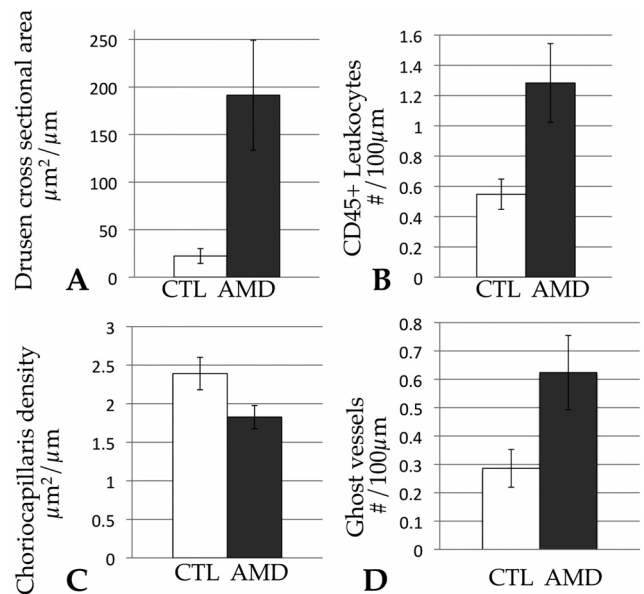 Drusen cross sectional area
µm²/µm
250
200
150
100
50
0
A
CTL AMD
CD45+ Leukocytes
#/100µm
1.6
1.4
1.2
1
0.8
0.6
0.4
0.2
0
B
CTL AMD
Choriocapillaris density
µm²/µm
3
2.5
2
1.5
1
0.5
0
C
CTL AMD
Ghost vessels
#/100µm
0.8
0.7
0.6
0.5
0.4
0.3
0.2
0.1
0
D
CTL AMD